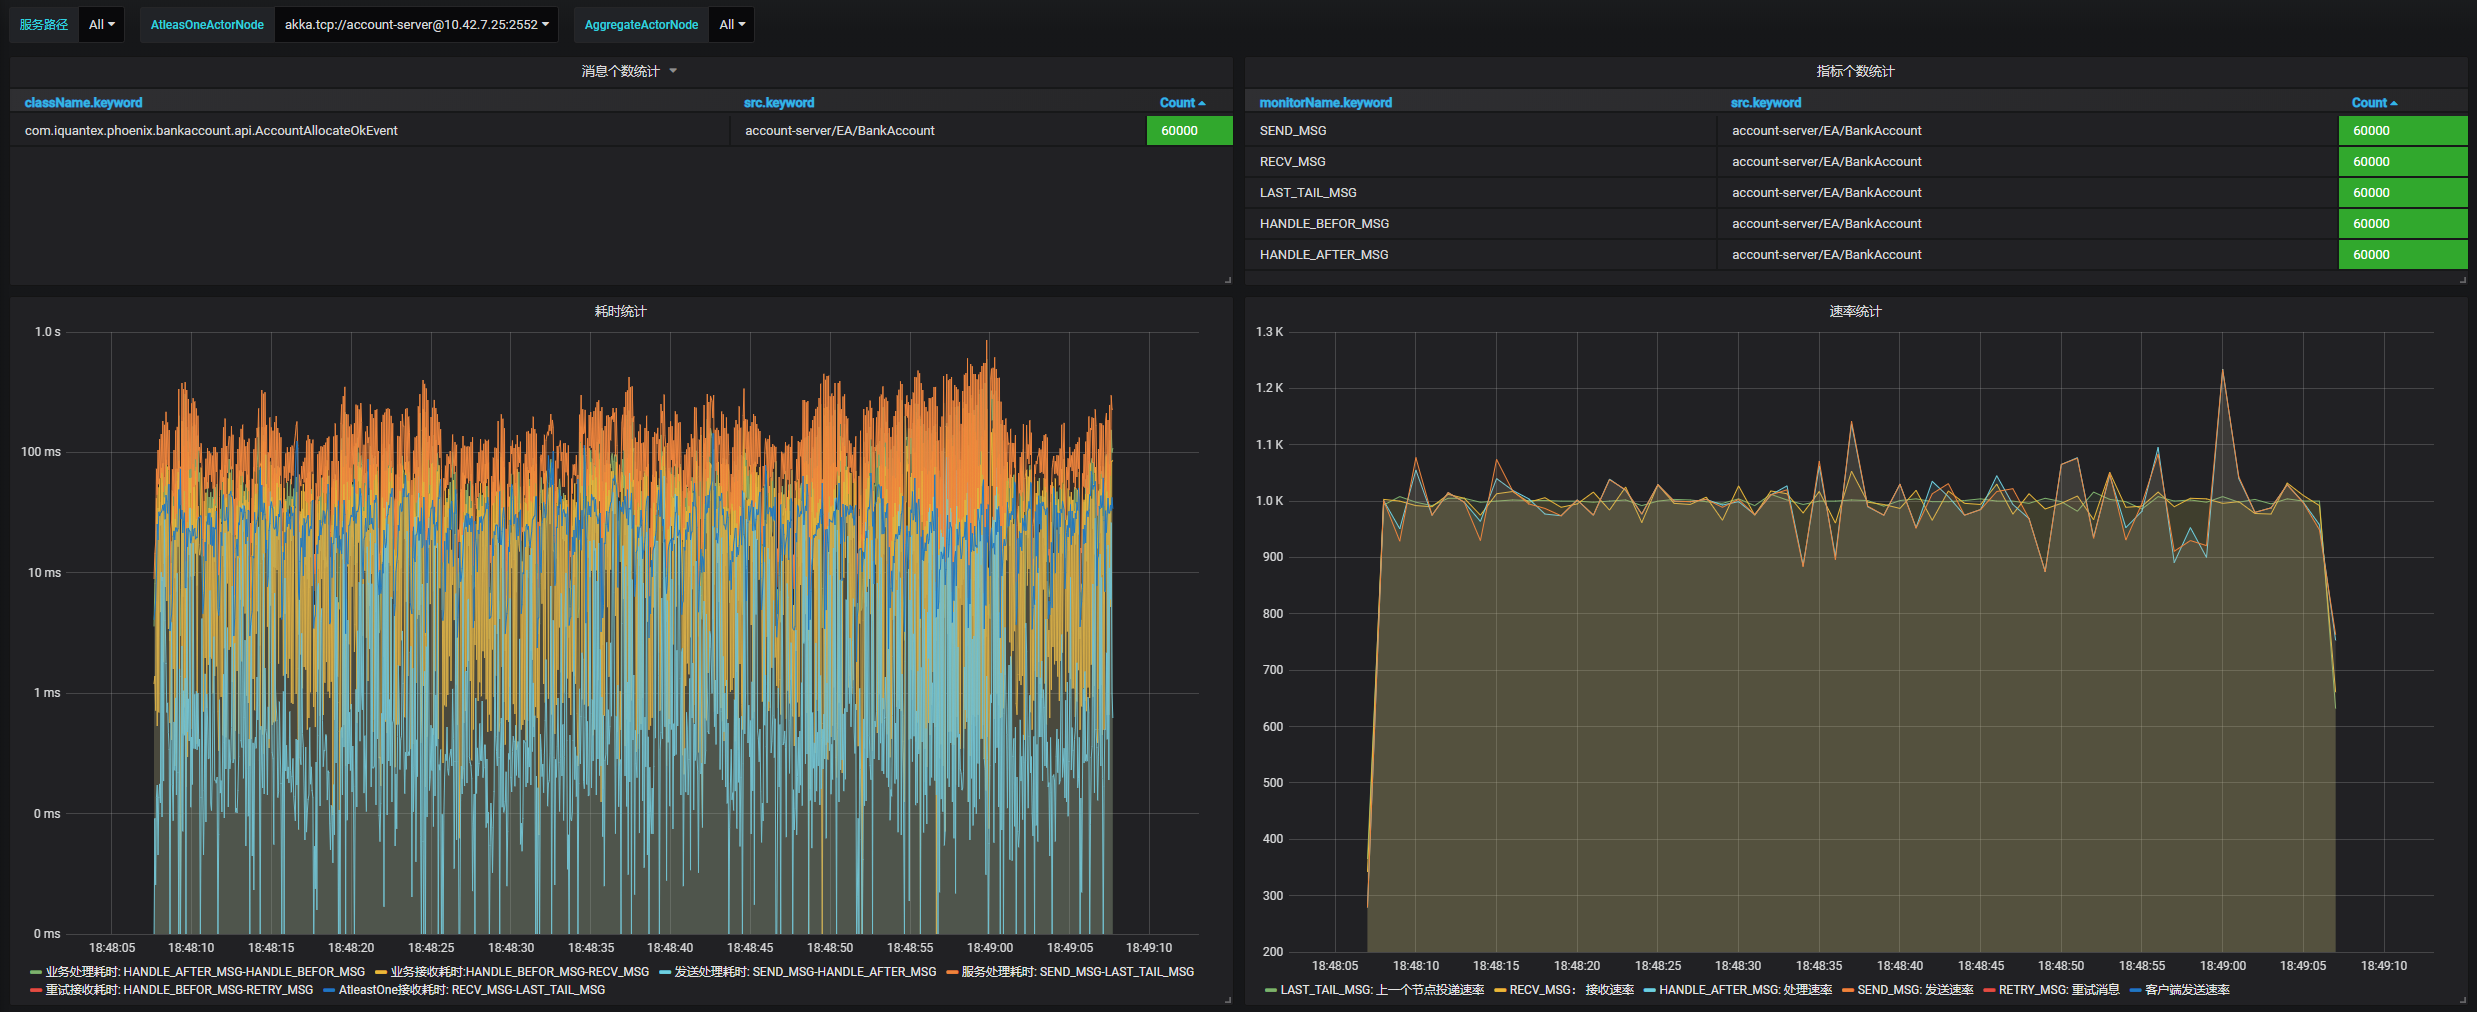 服务路径 All AtleasOneActorNode akka.tcp://account-server@10.42.7.25:2552 AggregateActorNode All
消息个数统计
className.keyword src.keyword Count
com.iquantex.phoenix.bankaccount.api.AccountAllocateOkEvent account-server/EA/BankAccount 60000
指标个数统计
monitorName.keyword src.keyword Count
SEND_MSG account-server/EA/BankAccount 60000
RECV_MSG account-server/EA/BankAccount 60000
LAST_TAIL_MSG account-server/EA/BankAccount 60000
HANDLE_BEFOR_MSG account-server/EA/BankAccount 60000
HANDLE_AFTER_MSG account-server/EA/BankAccount 60000
耗时统计
1.0 s
100 ms
10 ms
1 ms
0 ms
0 ms
18:48:05 18:48:10 18:48:15 18:48:20 18:48:25 18:48:30 18:48:35 18:48:40 18:48:45 18:48:50 18:48:55 18:49:00 18:49:05 18:49:10
业务处理耗时: HANDLE_AFTER_MSG-HANDLE_BEFOR_MSG 业务接收耗时:HANDLE_BEFOR_MSG-RECV_MSG 发送处理耗时: SEND_MSG-HANDLE_AFTER_MSG 服务处理耗时: SEND_MSG-LAST_TAIL_MSG
重试接收耗时: HANDLE_BEFOR_MSG-RETRY_MSG AtleastOne接收耗时: RECV_MSG-LAST_TAIL_MSG
速率统计
1.3 K
1.2 K
1.1 K
1.0 K
900
800
700
600
500
400
300
200
18:48:05 18:48:10 18:48:15 18:48:20 18:48:25 18:48:30 18:48:35 18:48:40 18:48:45 18:48:50 18:48:55 18:49:00 18:49:05 18:49:10
LAST_TAIL_MSG: 上一个节点投递速率 RECV_MSG： 接收速率 HANDLE_AFTER_MSG: 处理速率 SEND_MSG: 发送速率 RETRY_MSG: 重试消息 客户端发送速率